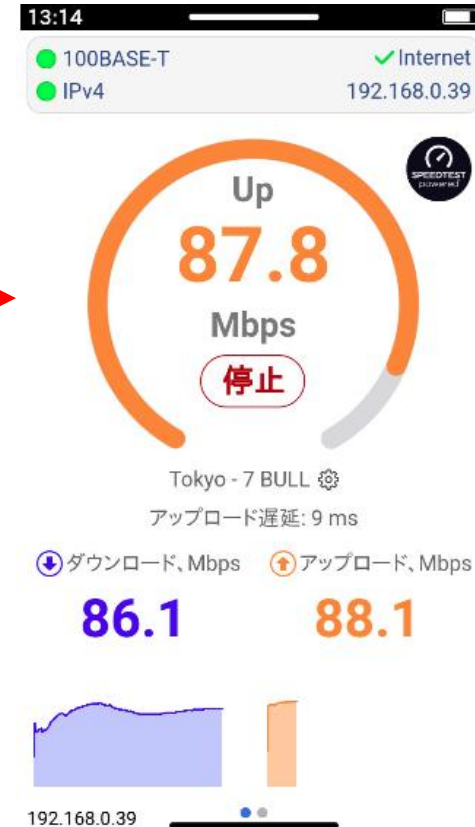 13:14
100BASE-T ✓Internet
IPv4 192.168.0.39
SPEEDTEST
powered
Up
87.8
Mbps
停止
Tokyo - 7 BULL
アップロード遅延: 9 ms
ダウンロード、Mbps アップロード、Mbps
86.1 88.1
192.168.0.39